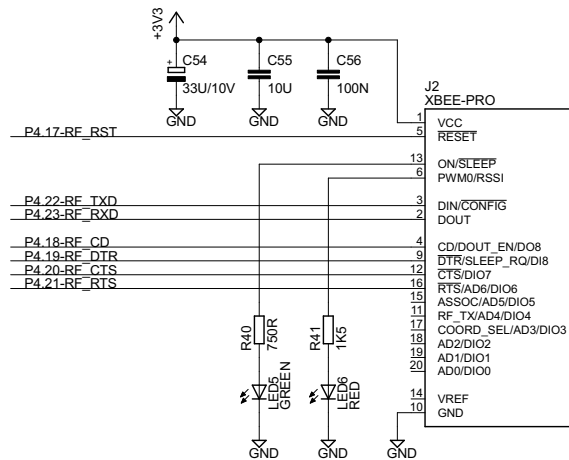 +3V3
C54
33U/10V
C55
10U
C56
100N
GND
GND
GND
J2
XBEE-PRO
P4.17-RF_RST
P4.22-RF_TXD
P4.23-RF_RXD
P4.18-RF_CD
P4.19-RF_DTR
P4.20-RF_CTS
P4.21-RF_RTS
1 VCC
5 RESET
13 ON/SLEEP
6 PWM0/RSSI
3 DIN/CONFIG
2 DOUT
4 CD/DOUT_EN/DO8
9 DTR/SLEEP_RQ/DI8
12 CTS/DIO7
16 RTS/AD6/DIO6
15 ASSOC/AD5/DIO5
11 RF_TX/AD4/DIO4
17 COORD_SEL/AD3/DIO3
18 AD2/DIO2
19 AD1/DIO1
20 AD0/DIO0
14 VREF
10 GND
R40
750R
R41
1K5
LED5
GREEN
LED6
RED
GND
GND
GND